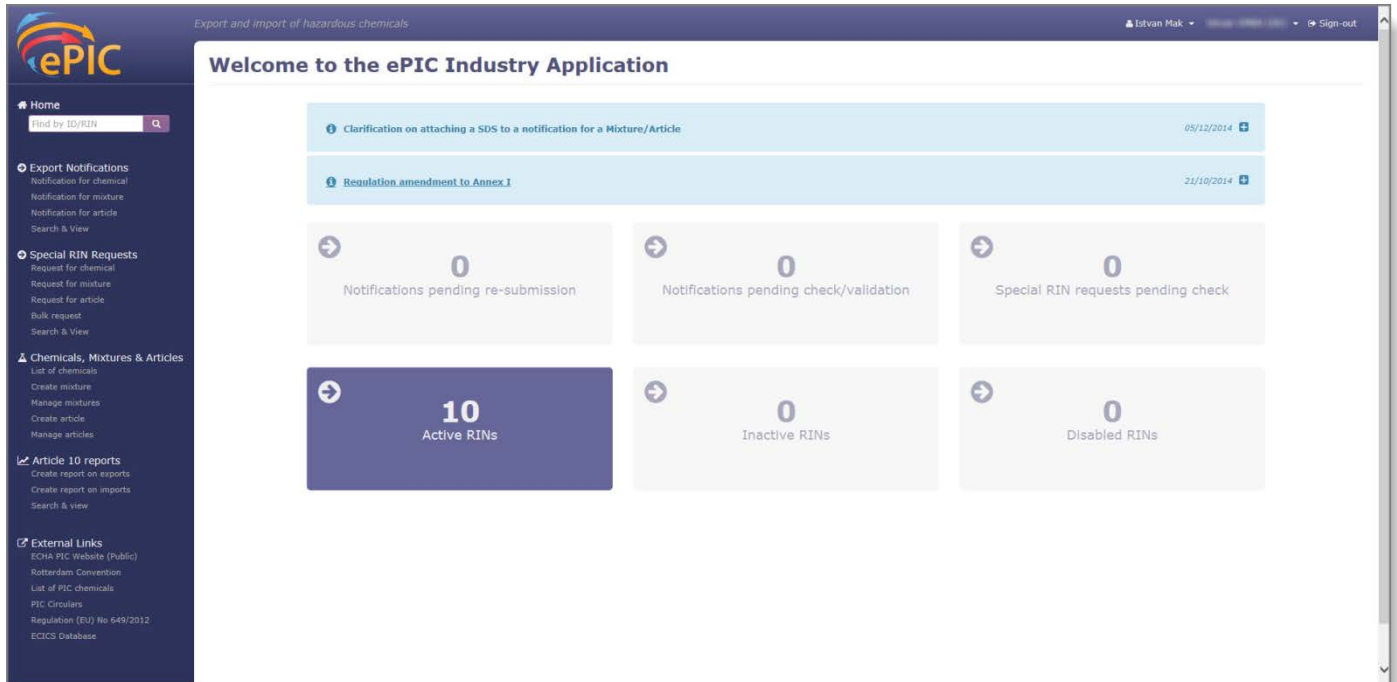 ePIC
Export and import of hazardous chemicals
Istvan Mak
Sign-out
Welcome to the ePIC Industry Application
Home
Find by ID/RIN
Export Notifications
Notification for chemical
Notification for mixture
Notification for article
Search & View
Special RIN Requests
Request for chemical
Request for mixture
Request for article
Bulk request
Search & View
Chemicals, Mixtures & Articles
List of chemicals
Create mixture
Manage mixtures
Create article
Manage articles
Article 10 reports
Create report on exports
Create report on imports
Search & view
External Links
ECHA PIC Website (Public)
Rotterdam Convention
List of PIC chemicals
PIC Circulars
Regulation (EU) No 649/2012
ECICS Database
Clarification on attaching a SDS to a notification for a Mixture/Article 05/12/2014
Regulation amendment to Annex I 21/10/2014
0
Notifications pending re-submission
0
Notifications pending check/validation
0
Special RIN requests pending check
10
Active RINs
0
Inactive RINs
0
Disabled RINs